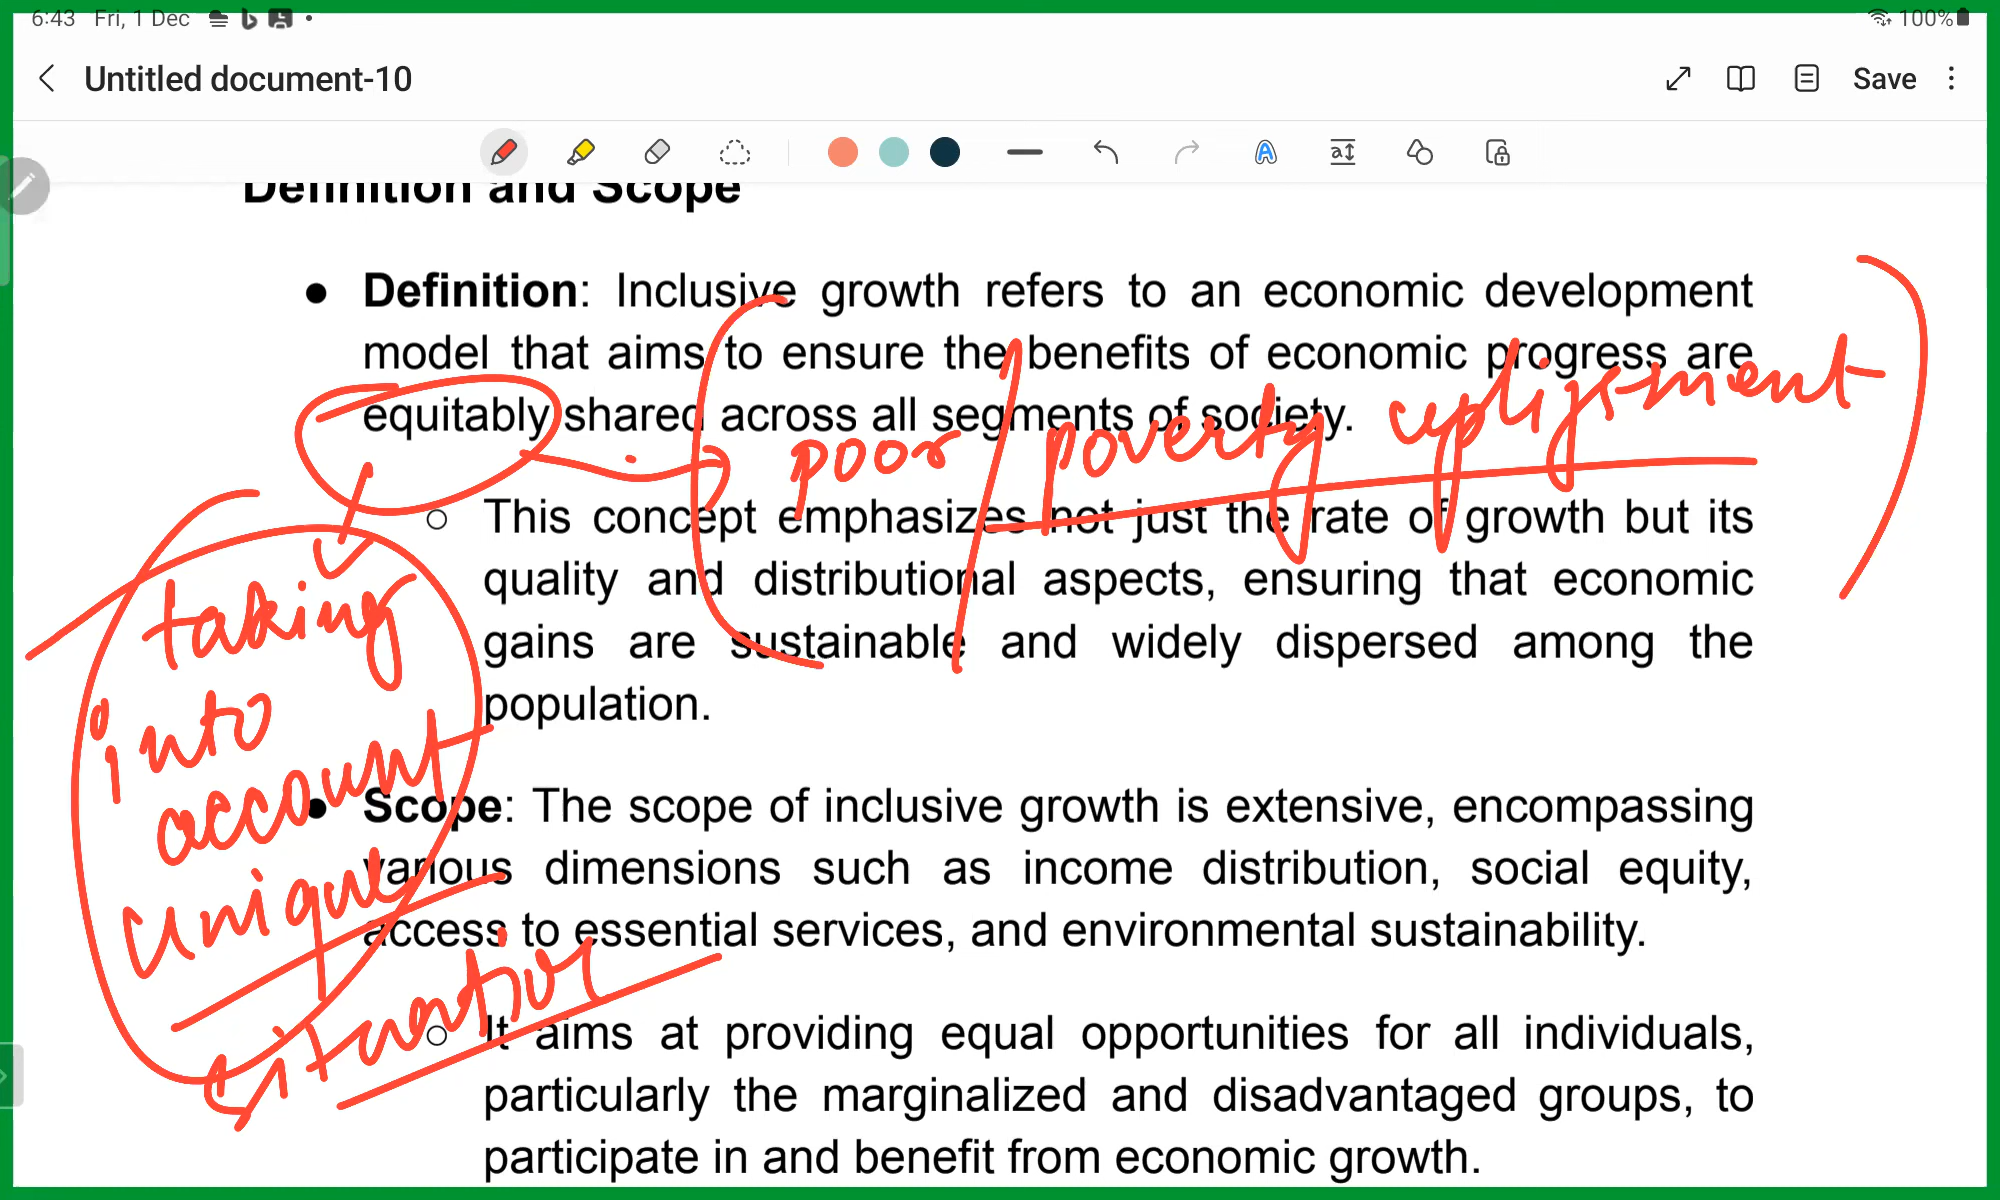 6:43 Fri, 1 Dec 100%
Untitled document-10
Save
Definition and Scope
● Definition: Inclusive growth refers to an economic development
model that aims to ensure the benefits of economic progress are
equitably shared across all segments of society.
poor / poverty
○ This concept emphasizes not just the rate of growth but its
quality and distributional aspects, ensuring that economic
gains are sustainable and widely dispersed among the
population.
taking
into
account
unique
situation
● Scope: The scope of inclusive growth is extensive, encompassing
various dimensions such as income distribution, social equity,
access to essential services, and environmental sustainability.
○ It aims at providing equal opportunities for all individuals,
particularly the marginalized and disadvantaged groups, to
participate in and benefit from economic growth.